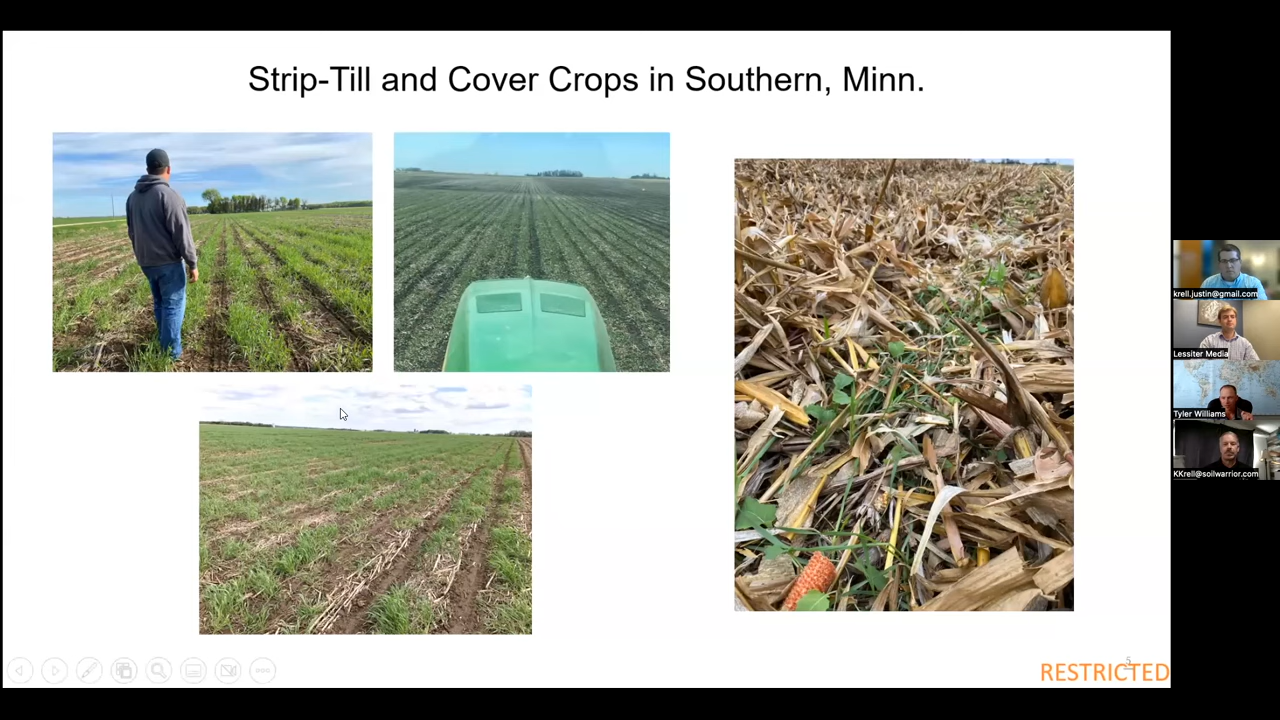 Strip-Till and Cover Crops in Southern, Minn.
krell.justin@gmail.com
Lessiter Media
Tyler Williams
KKrell@soilwarrior.com
5
RESTRICTED